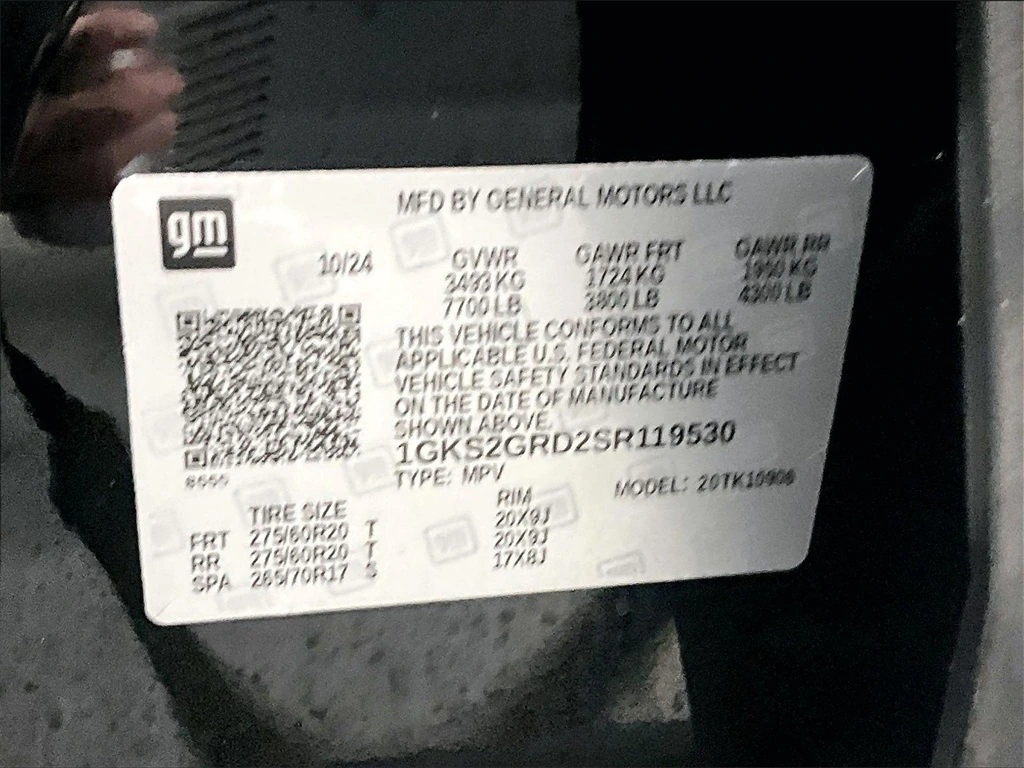 gm
MFD BY GENERAL MOTORS LLC
10/24 GVWR GAWR FRT GAWR RR
3493 KG 1724 KG 1950 KG
7700 LB 3800 LB 4300 LB
THIS VEHICLE CONFORMS TO ALL
APPLICABLE U.S. FEDERAL MOTOR
VEHICLE SAFETY STANDARDS IN EFFECT
ON THE DATE OF MANUFACTURE
SHOWN ABOVE.
1GKS2GRD2SR119530
TYPE: MPV MODEL: 20TK10906
TIRE SIZE RIM
FRT 275/60R20 T 20X9J
RR 275/60R20 T 20X9J
SPA 265/70R17 S 17X8J